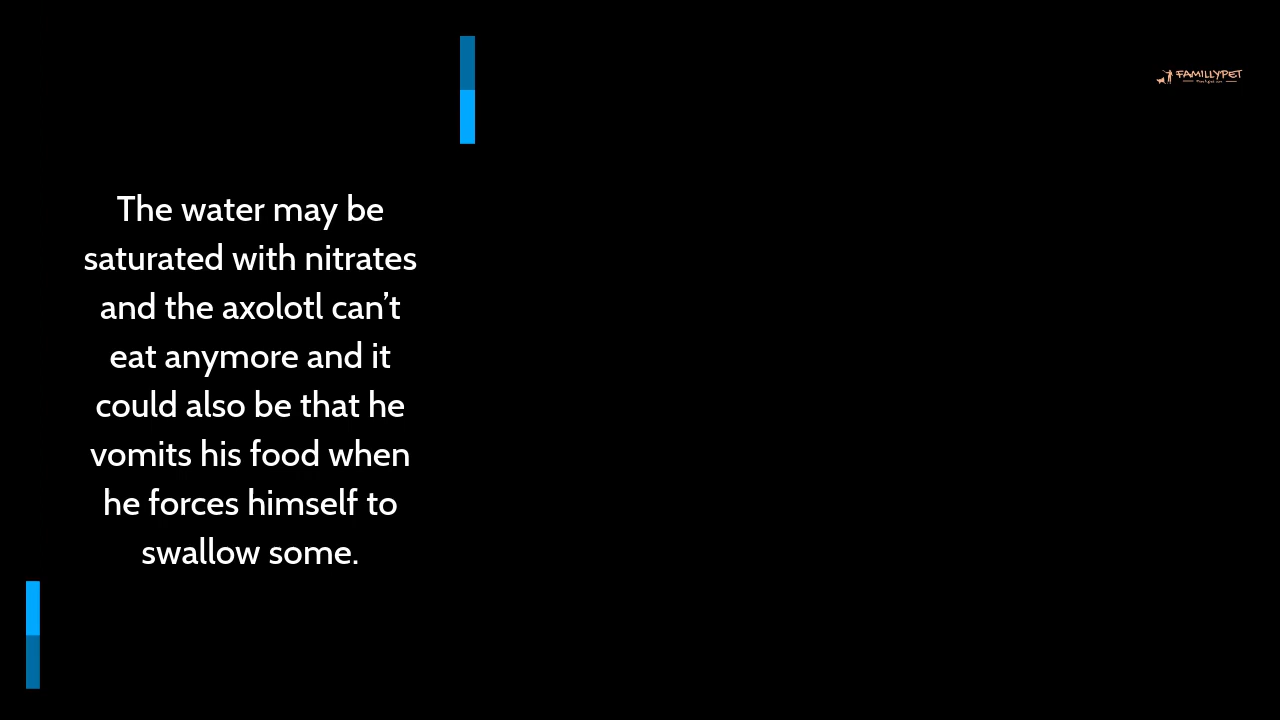 The water may be
saturated with nitrates
and the axolotl can’t
eat anymore and it
could also be that he
vomits his food when
he forces himself to
swallow some.
FAMILLYPET